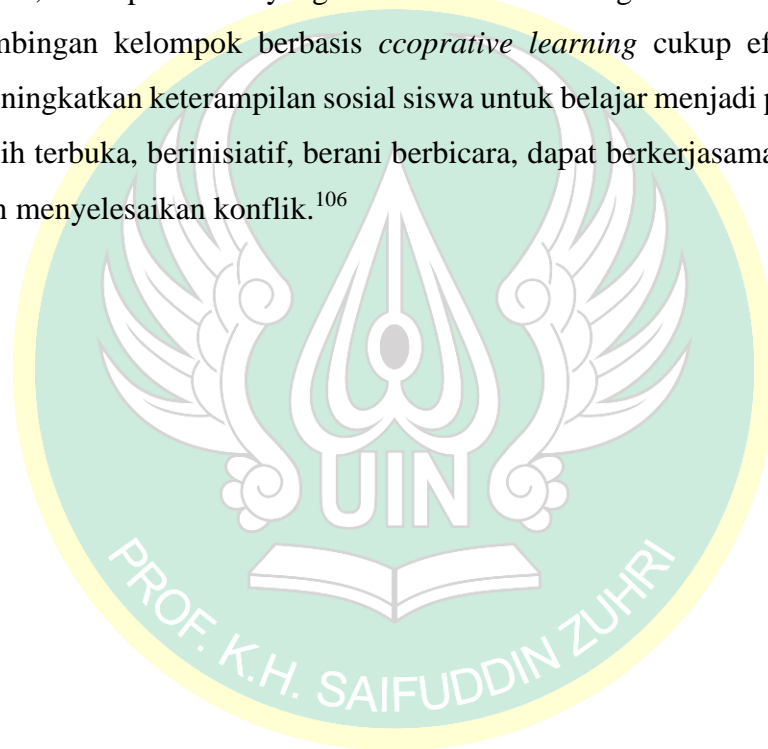 mbingan kelompok berbasis ccoprative learning cukup ef
ningkatkan keterampilan sosial siswa untuk belajar menjadi p
ih terbuka, berinisiatif, berani berbicara, dapat berkerjasama
n menyelesaikan konflik.106
UIN
PROF. K.H. SAIFUDDIN ZUHRI